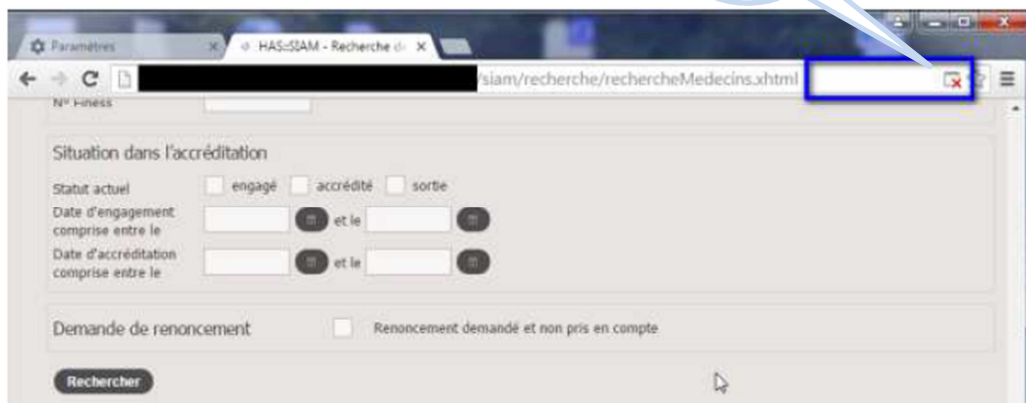 Paramètres
HAS::SIAM - Recherche de
/siam/recherche/rechercheMedecins.xhtml
N° Finess
Situation dans l'accréditation
Statut actuel engagé accrédité sortie
Date d'engagement
comprise entre le et le
Date d'accréditation
comprise entre le et le
Demande de renoncement Renoncement demandé et non pris en compte
Rechercher